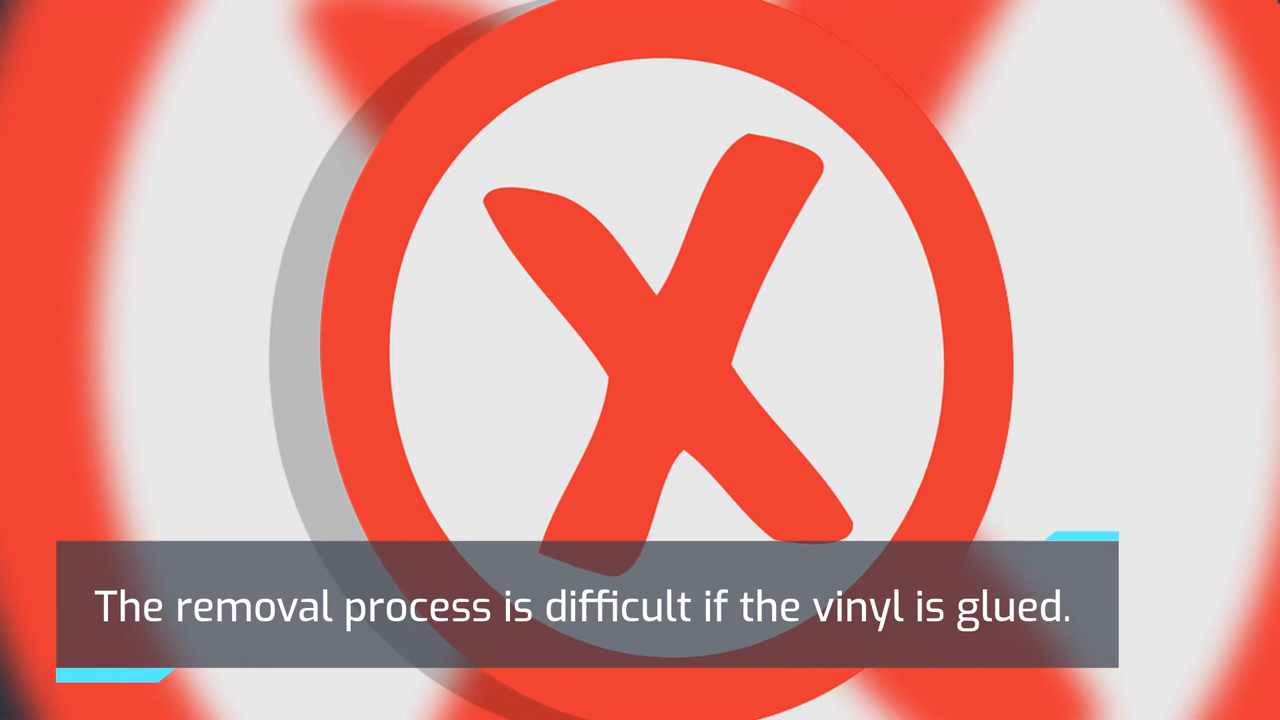 The removal process is difficult if the vinyl is glued.